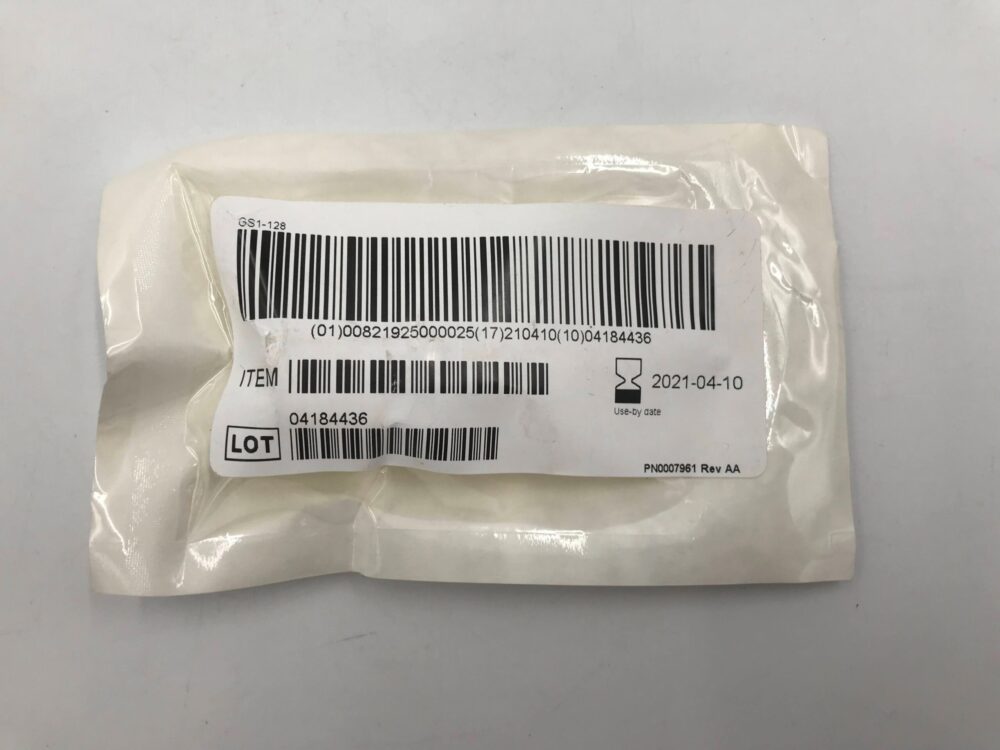 GS1-128
(01)00821925000025(17)210410(10)04184436
ITEM
2021-04-10
Use-by date
04184436
LOT
PN0007961 Rev AA